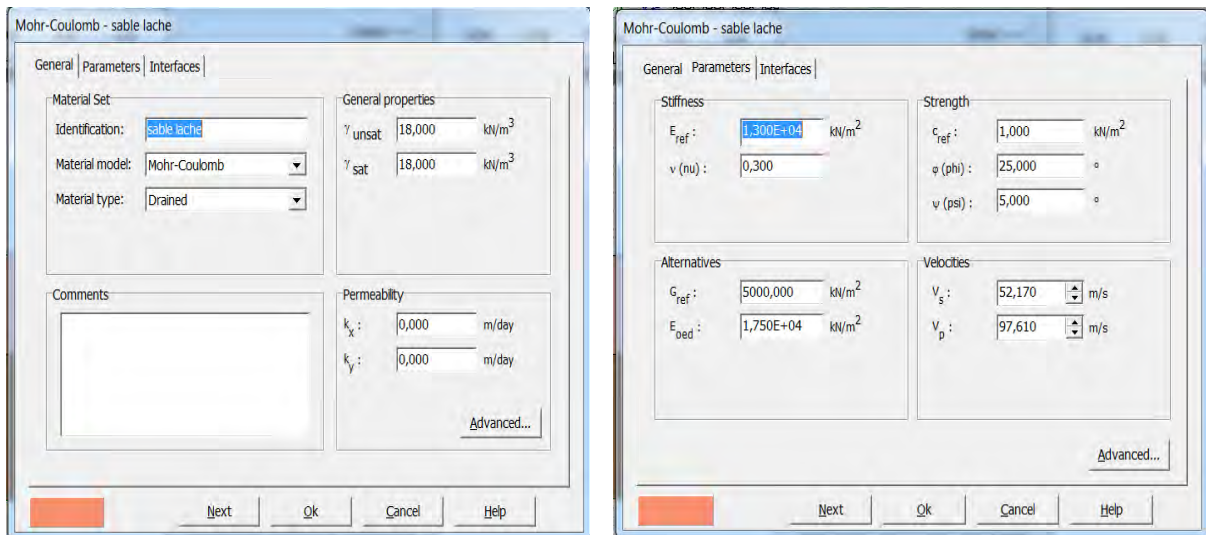 Mohr-Coulomb - sable lache
General Parameters Interfaces
Material Set
Identification: sable lache
Material model: Mohr-Coulomb
Material type: Drained
General properties
γ unsat 18,000 kN/m³
γ sat 18,000 kN/m³
Comments
Permeability
kx : 0,000 m/day
ky : 0,000 m/day
Advanced...
Next Ok Cancel Help
Mohr-Coulomb - sable lache
General Parameters Interfaces
Stiffness
Eref : 1,300E+04 kN/m²
ν (nu) : 0,300
Strength
cref : 1,000 kN/m²
φ (phi) : 25,000 °
ψ (psi) : 5,000 °
Alternatives
Gref : 5000,000 kN/m²
Eoed : 1,750E+04 kN/m²
Velocities
Vs : 52,170 m/s
Vp : 97,610 m/s
Advanced...
Next Ok Cancel Help